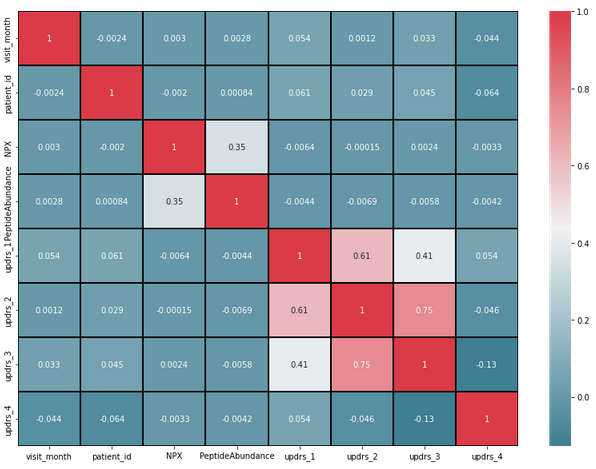 visit_month 1 -0.0024 0.003 0.0028 0.054 0.0012 0.033 -0.044
patient_id -0.0024 1 -0.002 0.00084 0.061 0.029 0.045 -0.064
NPX 0.003 -0.002 1 0.35 -0.0064 -0.00015 0.0024 -0.0033
PeptideAbundance 0.0028 0.00084 0.35 1 -0.0044 -0.0069 -0.0058 -0.0042
updrs_1 0.054 0.061 -0.0064 -0.0044 1 0.61 0.41 0.054
updrs_2 0.0012 0.029 -0.00015 -0.0069 0.61 1 0.75 -0.046
updrs_3 0.033 0.045 0.0024 -0.0058 0.41 0.75 1 -0.13
updrs_4 -0.044 -0.064 -0.0033 -0.0042 0.054 -0.046 -0.13 1
visit_month patient_id NPX PeptideAbundance updrs_1 updrs_2 updrs_3 updrs_4
1.0
0.8
0.6
0.4
0.2
0.0